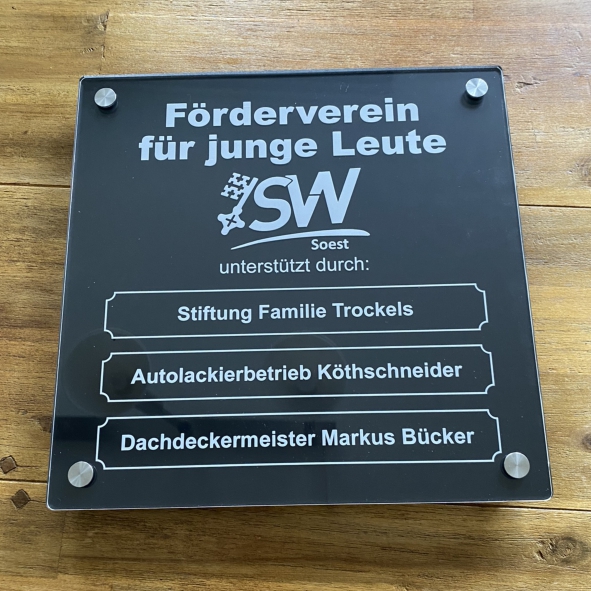 Förderverein
für junge Leute
SW
Soest
unterstützt durch:
Stiftung Familie Trockels
Autolackierbetrieb Köthschneider
Dachdeckermeister Markus Bücker